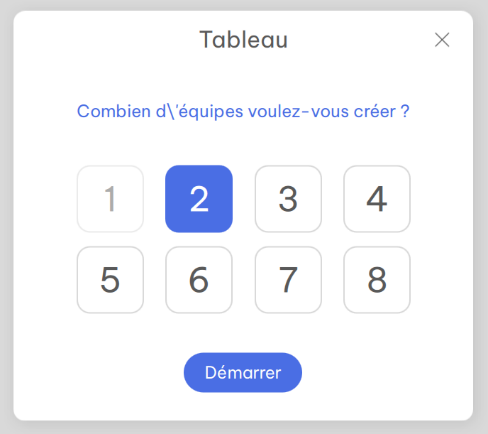 Tableau
Combien d\'équipes voulez-vous créer ?
1 2 3 4
5 6 7 8
Démarrer